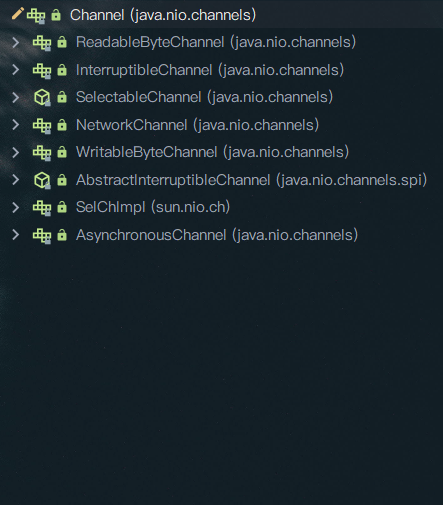 Channel (java.nio.channels)
ReadableByteChannel (java.nio.channels)
InterruptibleChannel (java.nio.channels)
SelectableChannel (java.nio.channels)
NetworkChannel (java.nio.channels)
WritableByteChannel (java.nio.channels)
AbstractInterruptibleChannel (java.nio.channels.spi)
SelChImpl (sun.nio.ch)
AsynchronousChannel (java.nio.channels)